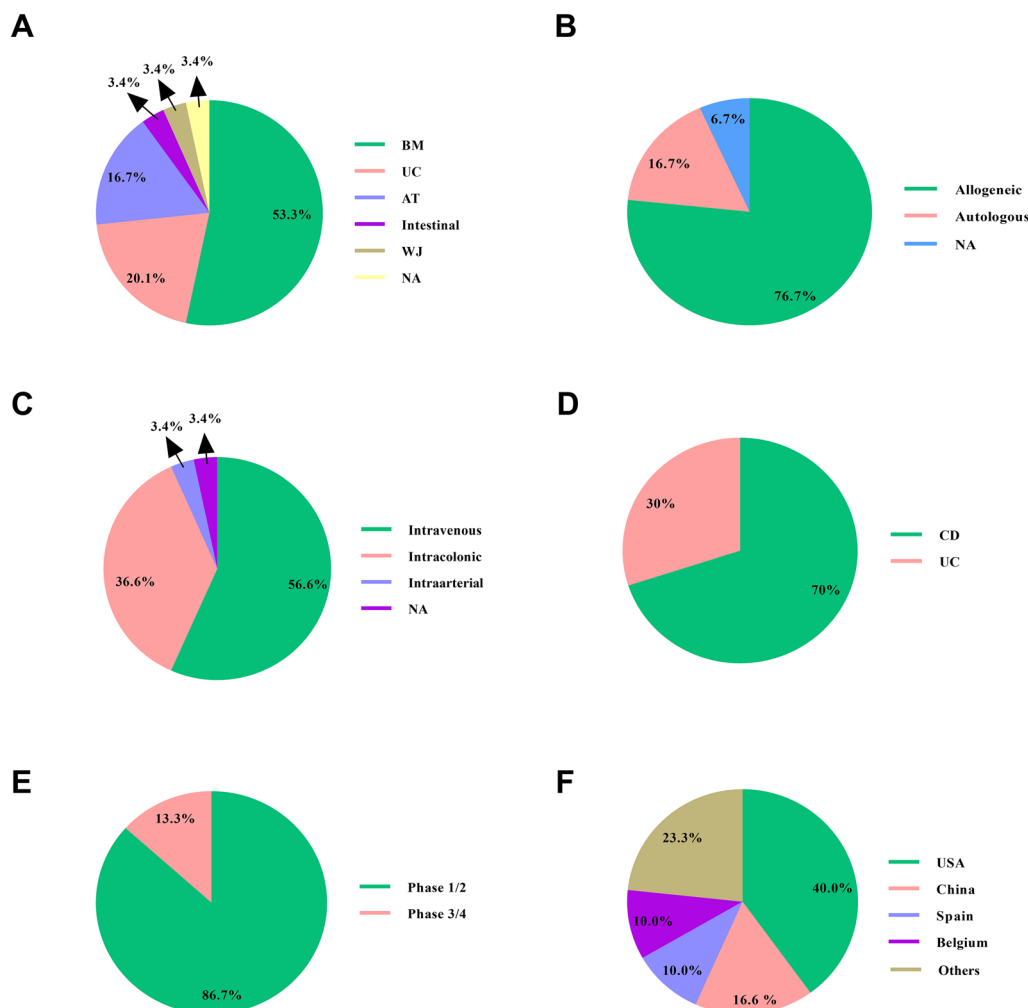 A
3.4%
3.4%
3.4%
16.7%
53.3%
20.1%
BM
UC
AT
Intestinal
WJ
NA
B
6.7%
16.7%
76.7%
Allogeneic
Autologous
NA
C
3.4%
3.4%
36.6%
56.6%
Intravenous
Intracolonic
Intraarterial
NA
D
30%
70%
CD
UC
E
13.3%
86.7%
Phase 1/2
Phase 3/4
F
23.3%
40.0%
10.0%
10.0%
16.6 %
USA
China
Spain
Belgium
Others